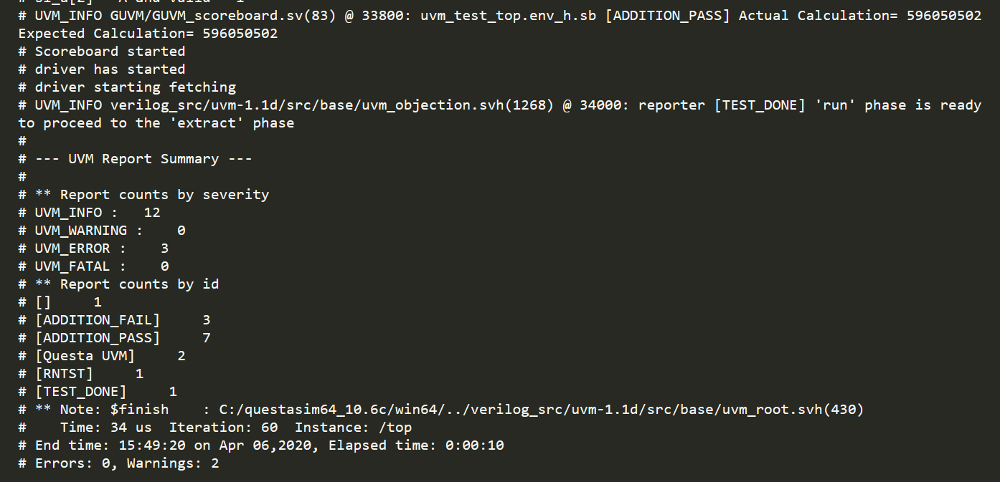 # UVM_INFO GUVM/GUVM_scoreboard.sv(83) @ 33800: uvm_test_top.env_h.sb [ADDITION_PASS] Actual Calculation= 596050502
Expected Calculation= 596050502
# Scoreboard started
# driver has started
# driver starting fetching
# UVM_INFO verilog_src/uvm-1.1d/src/base/uvm_objection.svh(1268) @ 34000: reporter [TEST_DONE] 'run' phase is ready
to proceed to the 'extract' phase
#
# --- UVM Report Summary ---
#
# ** Report counts by severity
# UVM_INFO :   12
# UVM_WARNING :    0
# UVM_ERROR :    3
# UVM_FATAL :    0
# ** Report counts by id
# []     1
# [ADDITION_FAIL]     3
# [ADDITION_PASS]     7
# [Questa UVM]     2
# [RNTST]     1
# [TEST_DONE]     1
# ** Note: $finish    : C:/questasim64_10.6c/win64/../verilog_src/uvm-1.1d/src/base/uvm_root.svh(430)
#    Time: 34 us  Iteration: 60  Instance: /top
# End time: 15:49:20 on Apr 06,2020, Elapsed time: 0:00:10
# Errors: 0, Warnings: 2